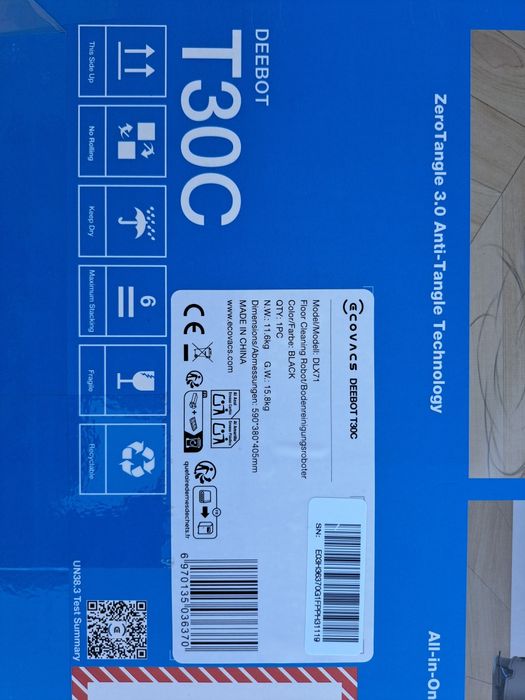 ZeroTangle 3.0 Anti-Tangle Technology
All-in-On
DEEBOT
T30C
ECOVACS DEEBOT T30C
Model/Modell: DLX71
Floor Cleaning Robot/Bodenreinigungsroboter
Color/Farbe: BLACK
QTY: 1PC
N.W.: 11.6kg G.W.: 15.8kg
Dimensions/Abmessungen: 590*380*405mm
MADE IN CHINA
www.ecovacs.com
CE
quefairedemesdechets.fr
SN: E03H36370G1FPPH31119
6 970135 036370
This Side Up
No Rolling
Keep Dry
6
Maximum Stacking
Fragile
Recyclable
UN38.3 Test Summary